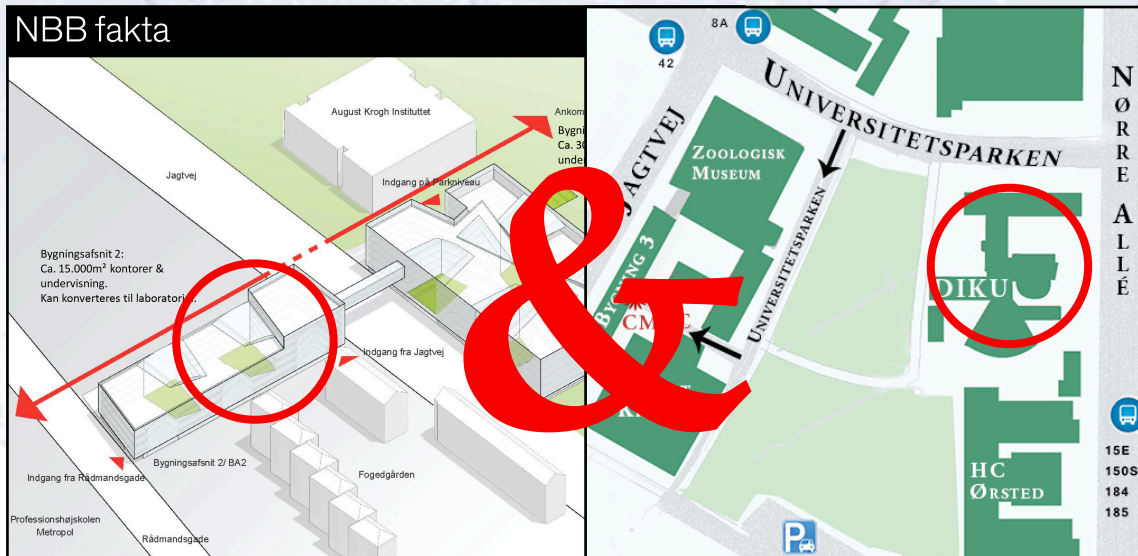 NBB fakta
August Krogh Instituttet
Ankom
Bygni
Ca. 30
unde
Jagtvej
Indgang på Parkniveau
Bygningsafsnit 2:
Ca. 15.000m² kontorer &
undervisning.
Kan konverteres til laboratori
Indgang fra Jagtvej
Bygningsafsnit 2/ BA2
Indgang fra Rådmandsgade
Fogedgården
Professionshøjskolen
Metropol
Rådmandsgade
&
8A
42
UNIVERSITETSPARKEN
NØRRE ALLÉ
JAGTVEJ
ZOOLOGISK
MUSEUM
UNIVERSITETSPARKEN
BYGNING 3
DIKU
HC
ØRSTED
15E
150S
184
185
P